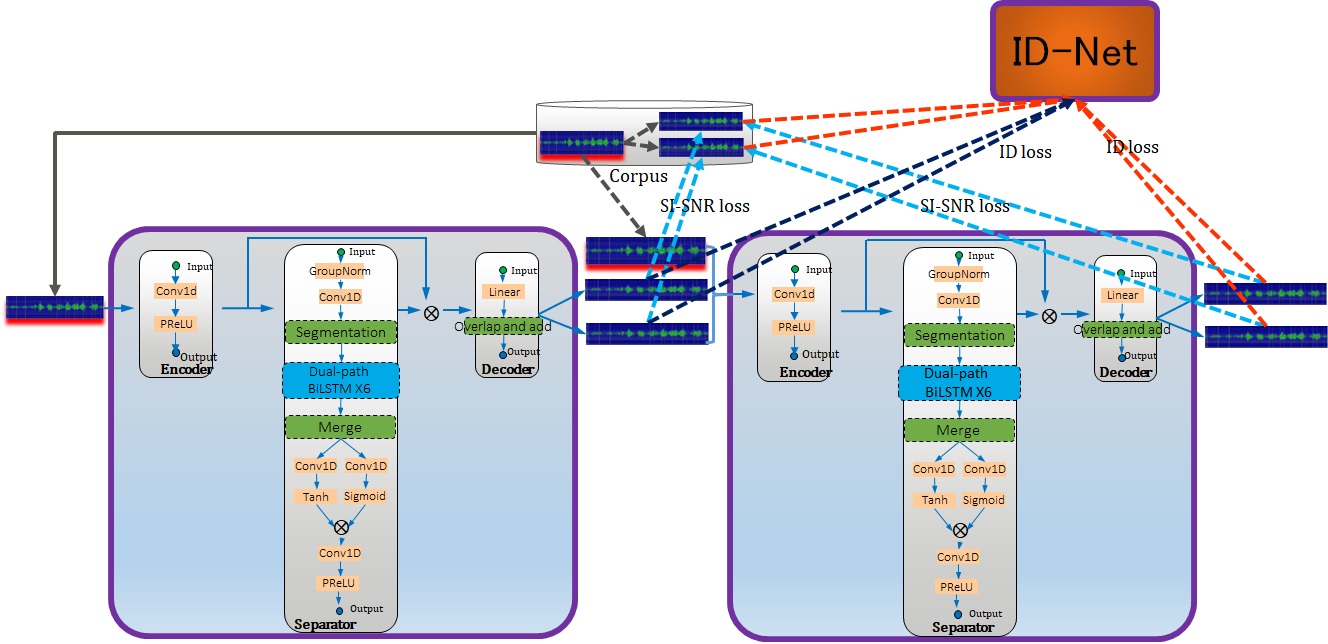 ID-Net
Corpus
ID loss
ID loss
SI-SNR loss
SI-SNR loss
Input
Conv1d
PReLU
Output
Encoder
Input
GroupNorm
Conv1D
Segmentation
Dual-path
BiLSTM X6
Merge
Conv1D
Conv1D
Tanh
Sigmoid
Conv1D
PReLU
Output
Separator
Input
Linear
Overlap and add
Output
Decoder
Input
Conv1d
PReLU
Output
Encoder
Input
GroupNorm
Conv1D
Segmentation
Dual-path
BiLSTM X6
Merge
Conv1D
Conv1D
Tanh
Sigmoid
Conv1D
PReLU
Output
Separator
Input
Linear
Overlap and add
Output
Decoder